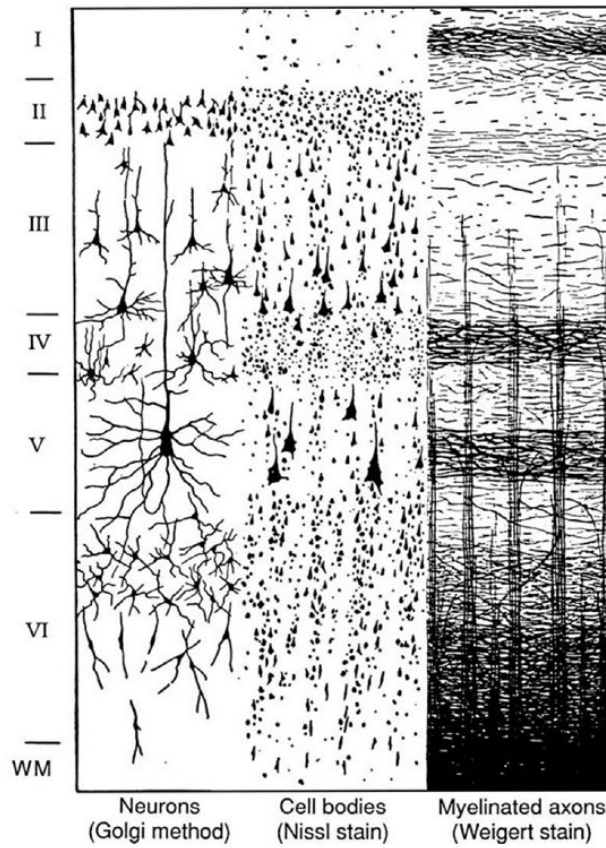 I
II
III
IV
V
VI
WM
Neurons
(Golgi method)
Cell bodies
(Nissl stain)
Myelinated axons
(Weigert stain)